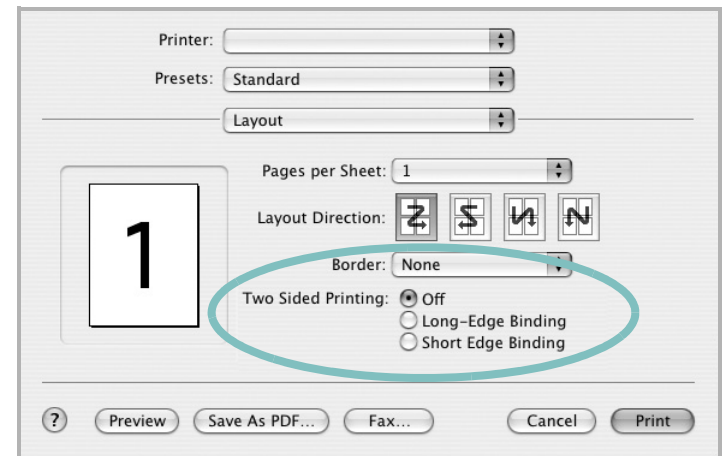 Printer:
Presets: Standard
Layout
Pages per Sheet: 1
Layout Direction:
1
Border: None
Two Sided Printing: Off
Long-Edge Binding
Short Edge Binding
? Preview Save As PDF... Fax... Cancel Print